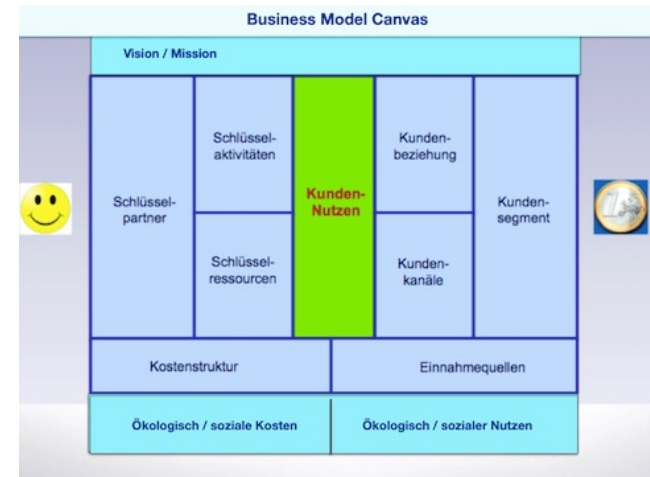 Business Model Canvas
Vision / Mission
Schlüssel-
partner
Schlüssel-
aktivitäten
Schlüssel-
ressourcen
Kunden-
Nutzen
Kunden-
beziehung
Kunden-
kanäle
Kunden-
segment
Kostenstruktur
Einnahmequellen
Ökologisch / soziale Kosten
Ökologisch / sozialer Nutzen